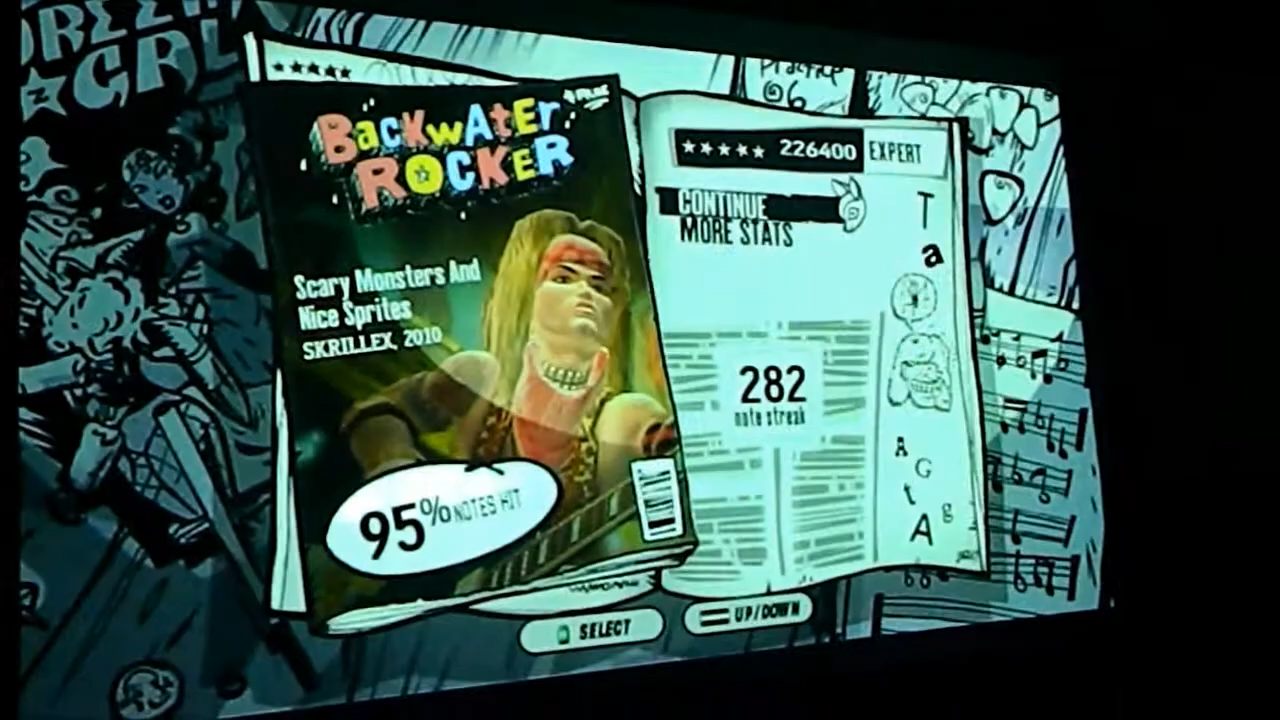 ★★★★★
Practice
BACKWATER
ROCKER
★★★★★ 226400 EXPERT
CONTINUE
MORE STATS
T
a
Scary Monsters And
Nice Sprites
SKRILLEX, 2010
282
note streak
A
G
t
A
g
95% NOTES HIT
SELECT
UP/DOWN